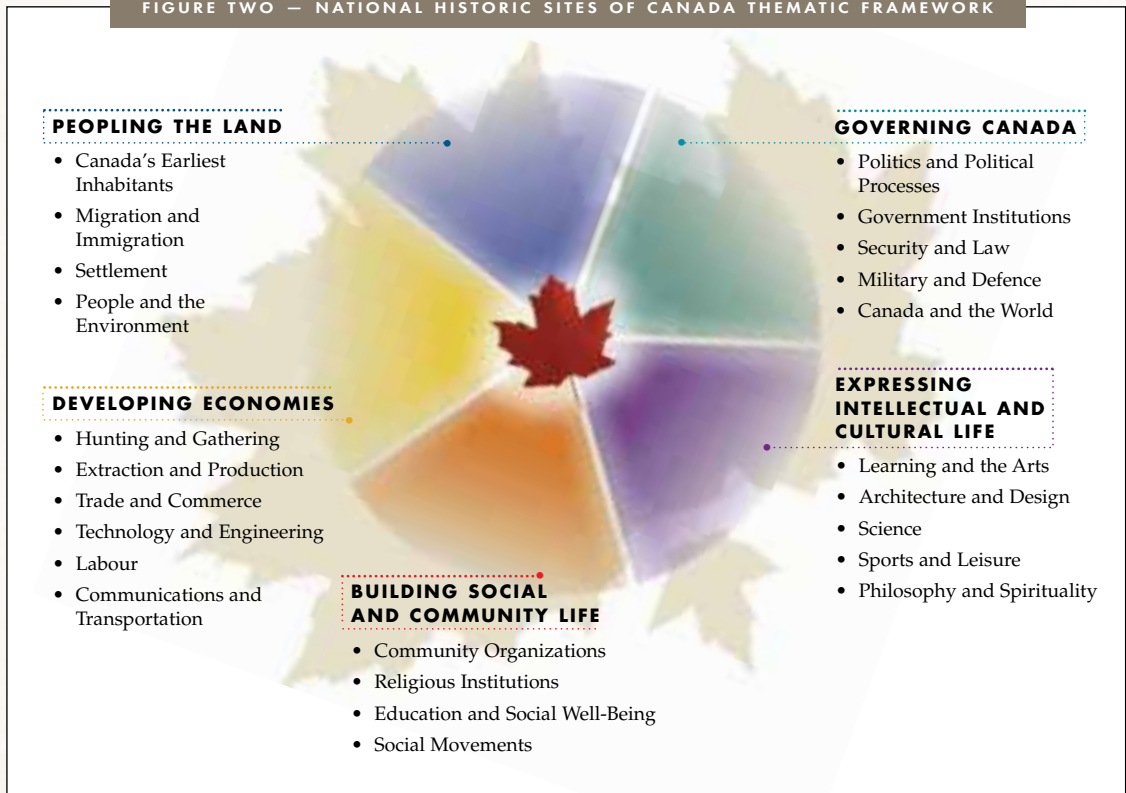 FIGURE TWO — NATIONAL HISTORIC SITES OF CANADA THEMATIC FRAMEWORK
PEOPLING THE LAND
• Canada's Earliest
Inhabitants
• Migration and
Immigration
• Settlement
• People and the
Environment
DEVELOPING ECONOMIES
• Hunting and Gathering
• Extraction and Production
• Trade and Commerce
• Technology and Engineering
• Labour
• Communications and
Transportation
BUILDING SOCIAL
AND COMMUNITY LIFE
• Community Organizations
• Religious Institutions
• Education and Social Well-Being
• Social Movements
GOVERNING CANADA
• Politics and Political
Processes
• Government Institutions
• Security and Law
• Military and Defence
• Canada and the World
EXPRESSING
INTELLECTUAL AND
CULTURAL LIFE
• Learning and the Arts
• Architecture and Design
• Science
• Sports and Leisure
• Philosophy and Spirituality